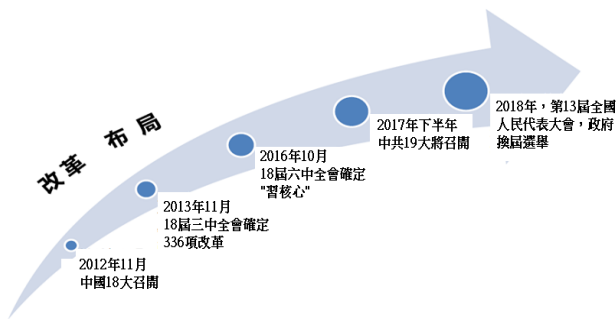 改革 布局
2012年11月
中國18大召開
2013年11月
18屆三中全會確定
336項改革
2016年10月
18屆六中全會確定
"習核心"
2017年下半年
中共19大將召開
2018年，第13屆全國
人民代表大會，政府
換屆選舉